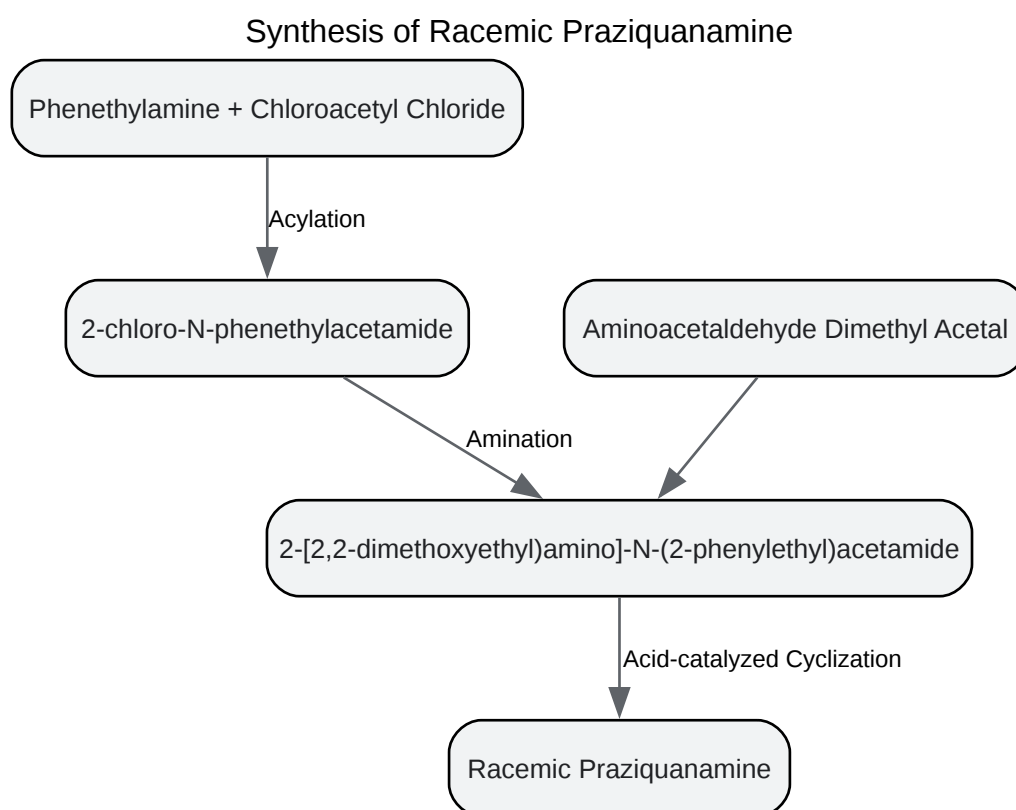 Synthesis of Racemic Praziquanamine
Phenethylamine + Chloroacetyl Chloride
Acylation
2-chloro-N-phenethylacetamide
Aminoacetaldehyde Dimethyl Acetal
Amination
2-[2,2-dimethoxyethyl)amino]-N-(2-phenylethyl)acetamide
Acid-catalyzed Cyclization
Racemic Praziquanamine